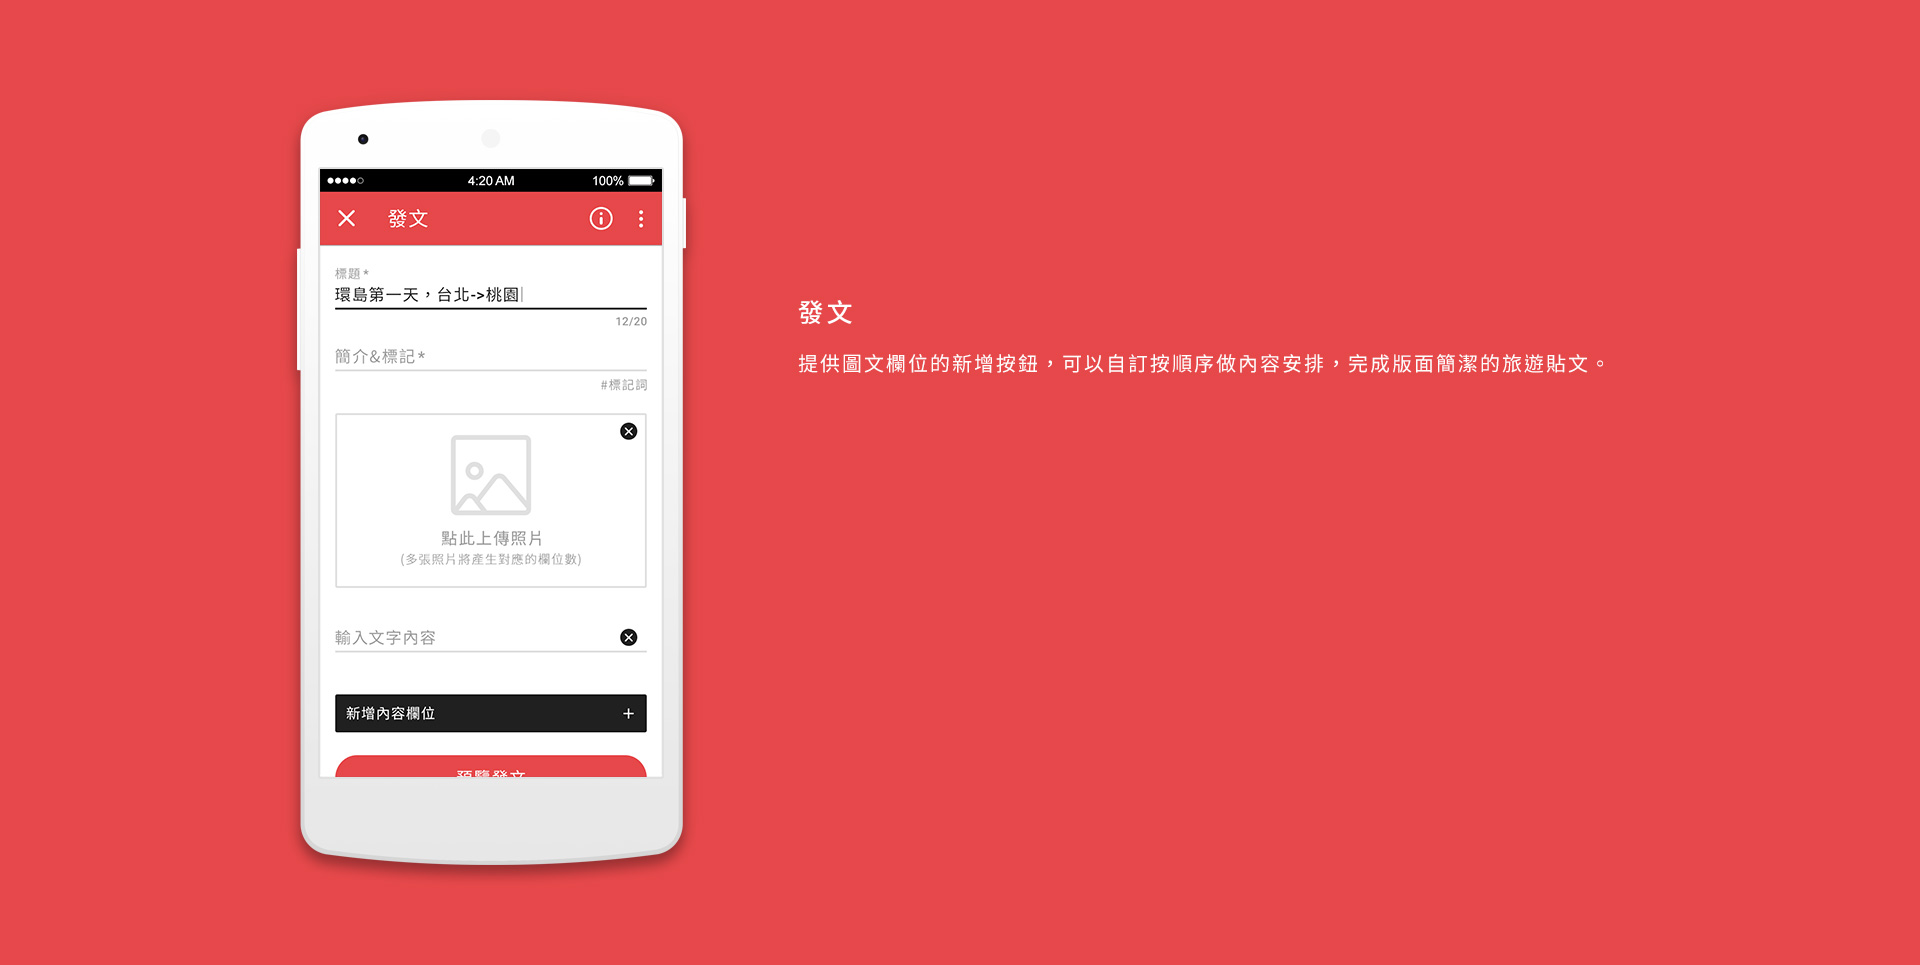 4:20 AM
100%
發文
標題*
環島第一天，台北->桃園
12/20
簡介&標記*
#標記詞
點此上傳照片
(多張照片將產生對應的欄位數)
輸入文字內容
新增內容欄位
預覽發文
發文
提供圖文欄位的新增按鈕，可以自訂按順序做內容安排，完成版面簡潔的旅遊貼文。